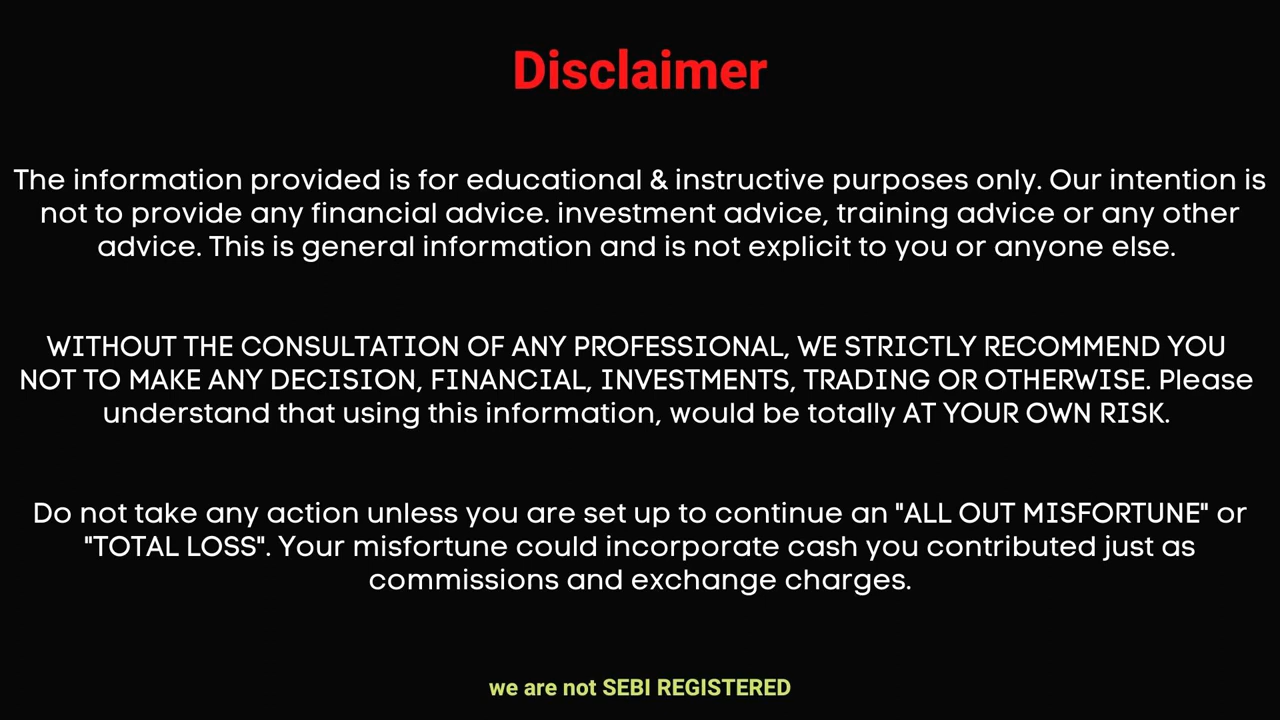 Disclaimer
The information provided is for educational & instructive purposes only. Our intention is
not to provide any financial advice. investment advice, training advice or any other
advice. This is general information and is not explicit to you or anyone else.
WITHOUT THE CONSULTATION OF ANY PROFESSIONAL, WE STRICTLY RECOMMEND YOU
NOT TO MAKE ANY DECISION, FINANCIAL, INVESTMENTS, TRADING OR OTHERWISE. Please
understand that using this information, would be totally AT YOUR OWN RISK.
Do not take any action unless you are set up to continue an "ALL OUT MISFORTUNE" or
"TOTAL LOSS". Your misfortune could incorporate cash you contributed just as
commissions and exchange charges.
we are not SEBI REGISTERED